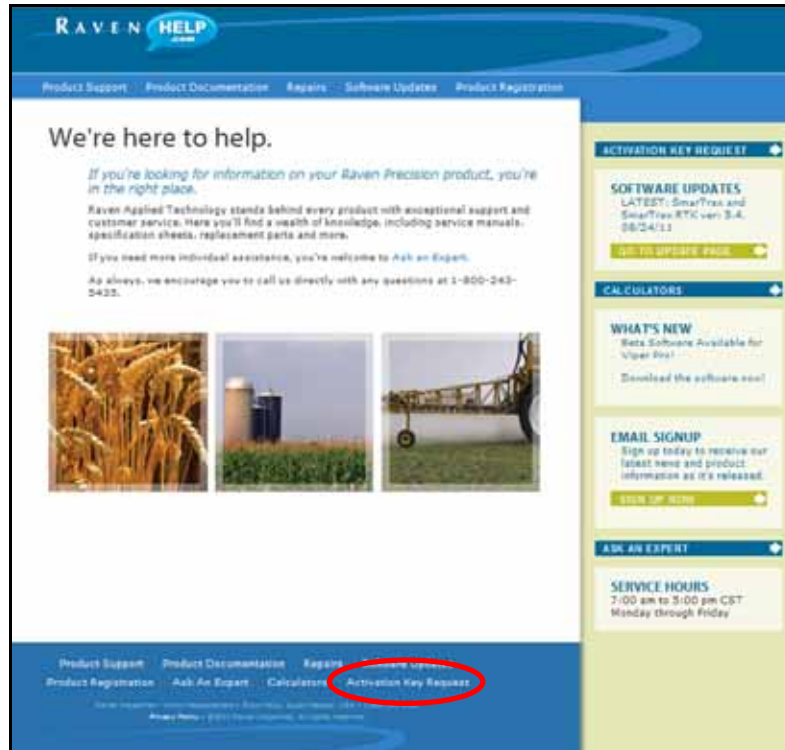 RAVEN HELP .com
Product Support Product Documentation Repairs Software Updates Product Registration
We're here to help.
If you're looking for information on your Raven Precision product, you're
in the right place.
Raven Applied Technology stands behind every product with exceptional support and
customer service. Here you'll find a wealth of knowledge, including service manuals,
specification sheets, replacement parts and more.
If you need more individual assistance, you're welcome to Ask an Expert.
As always, we encourage you to call us directly with any questions at 1-800-243-
5435.
ACTIVATION KEY REQUEST
SOFTWARE UPDATES
LATEST: SmarTrax and
SmarTrax RTK ver: 5.4.
08/24/11
GO TO UPDATE PAGE
CALCULATORS
WHAT'S NEW
Beta Software Available for
Viper Pro!
Download the software now!
EMAIL SIGNUP
Sign up today to receive our
latest news and product
information as it's released.
SIGN UP NOW
ASK AN EXPERT
SERVICE HOURS
7:00 am to 5:00 pm CST
Monday through Friday
Product Support Product Documentation Repairs Software Updates
Product Registration Ask An Expert Calculators Activation Key Request
Privacy Policy